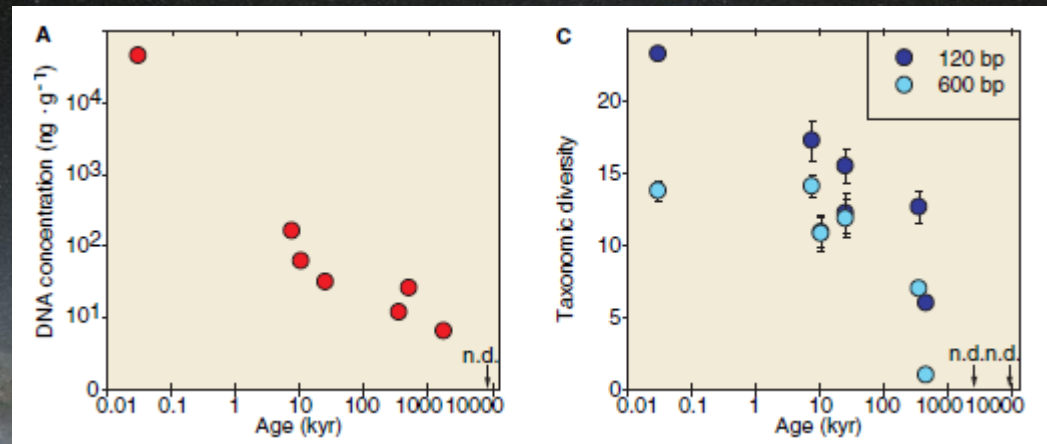 A
DNA concentration (ng · g⁻¹)
10⁴
10³
10²
10¹
0
n.d.
0.01 0.1 1 10 100 1000 10000
Age (kyr)
C
120 bp
600 bp
Taxonomic diversity
20
15
10
5
0
n.d. n.d.
0.01 0.1 1 10 100 1000 10000
Age (kyr)